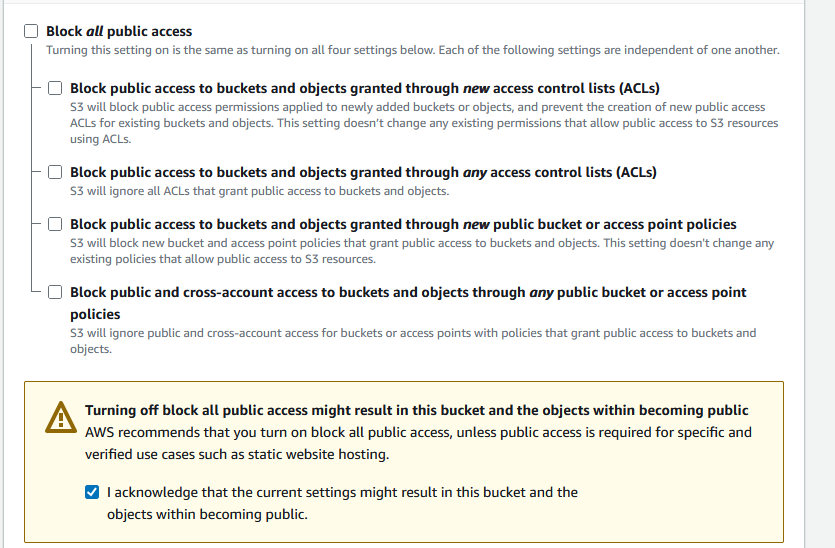 Block all public access
Turning this setting on is the same as turning on all four settings below. Each of the following settings are independent of one another.
Block public access to buckets and objects granted through new access control lists (ACLs)
S3 will block public access permissions applied to newly added buckets or objects, and prevent the creation of new public access
ACLs for existing buckets and objects. This setting doesn't change any existing permissions that allow public access to S3 resources
using ACLs.
Block public access to buckets and objects granted through any access control lists (ACLs)
S3 will ignore all ACLs that grant public access to buckets and objects.
Block public access to buckets and objects granted through new public bucket or access point policies
S3 will block new bucket and access point policies that grant public access to buckets and objects. This setting doesn't change any
existing policies that allow public access to S3 resources.
Block public and cross-account access to buckets and objects through any public bucket or access point
policies
S3 will ignore public and cross-account access for buckets or access points with policies that grant public access to buckets and
objects.
Turning off block all public access might result in this bucket and the objects within becoming public
AWS recommends that you turn on block all public access, unless public access is required for specific and
verified use cases such as static website hosting.
I acknowledge that the current settings might result in this bucket and the
objects within becoming public.